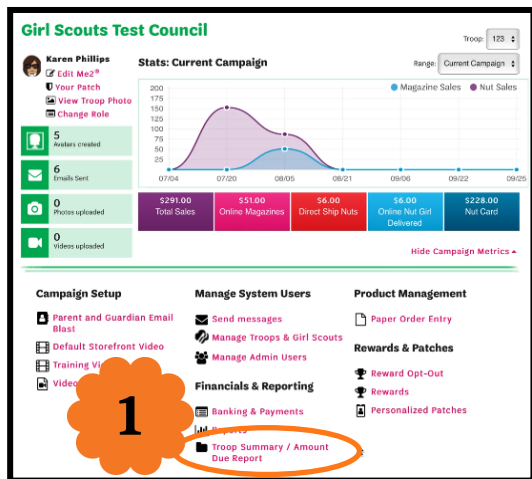 Girl Scouts Test Council
Troop: 123
Karen Phillips
Edit Me2®
Your Patch
View Troop Photo
Change Role
Stats: Current Campaign
Range: Current Campaign
Magazine Sales
Nut Sales
200
175
150
125
100
75
50
25
07/04
07/20
08/05
08/21
09/06
09/22
09/25
5
Avatars created
6
Emails Sent
0
Photos uploaded
0
Videos uploaded
$291.00
Total Sales
$51.00
Online Magazines
$6.00
Direct Ship Nuts
$6.00
Online Nut Girl
Delivered
$228.00
Nut Card
Hide Campaign Metrics
Campaign Setup
Parent and Guardian Email
Blast
Default Storefront Video
Training
Manage System Users
Send messages
Manage Troops & Girl Scouts
Manage Admin Users
Financials & Reporting
Banking & Payments
Troop Summary / Amount
Due Report
Product Management
Paper Order Entry
Rewards & Patches
Reward Opt-Out
Rewards
Personalized Patches
1